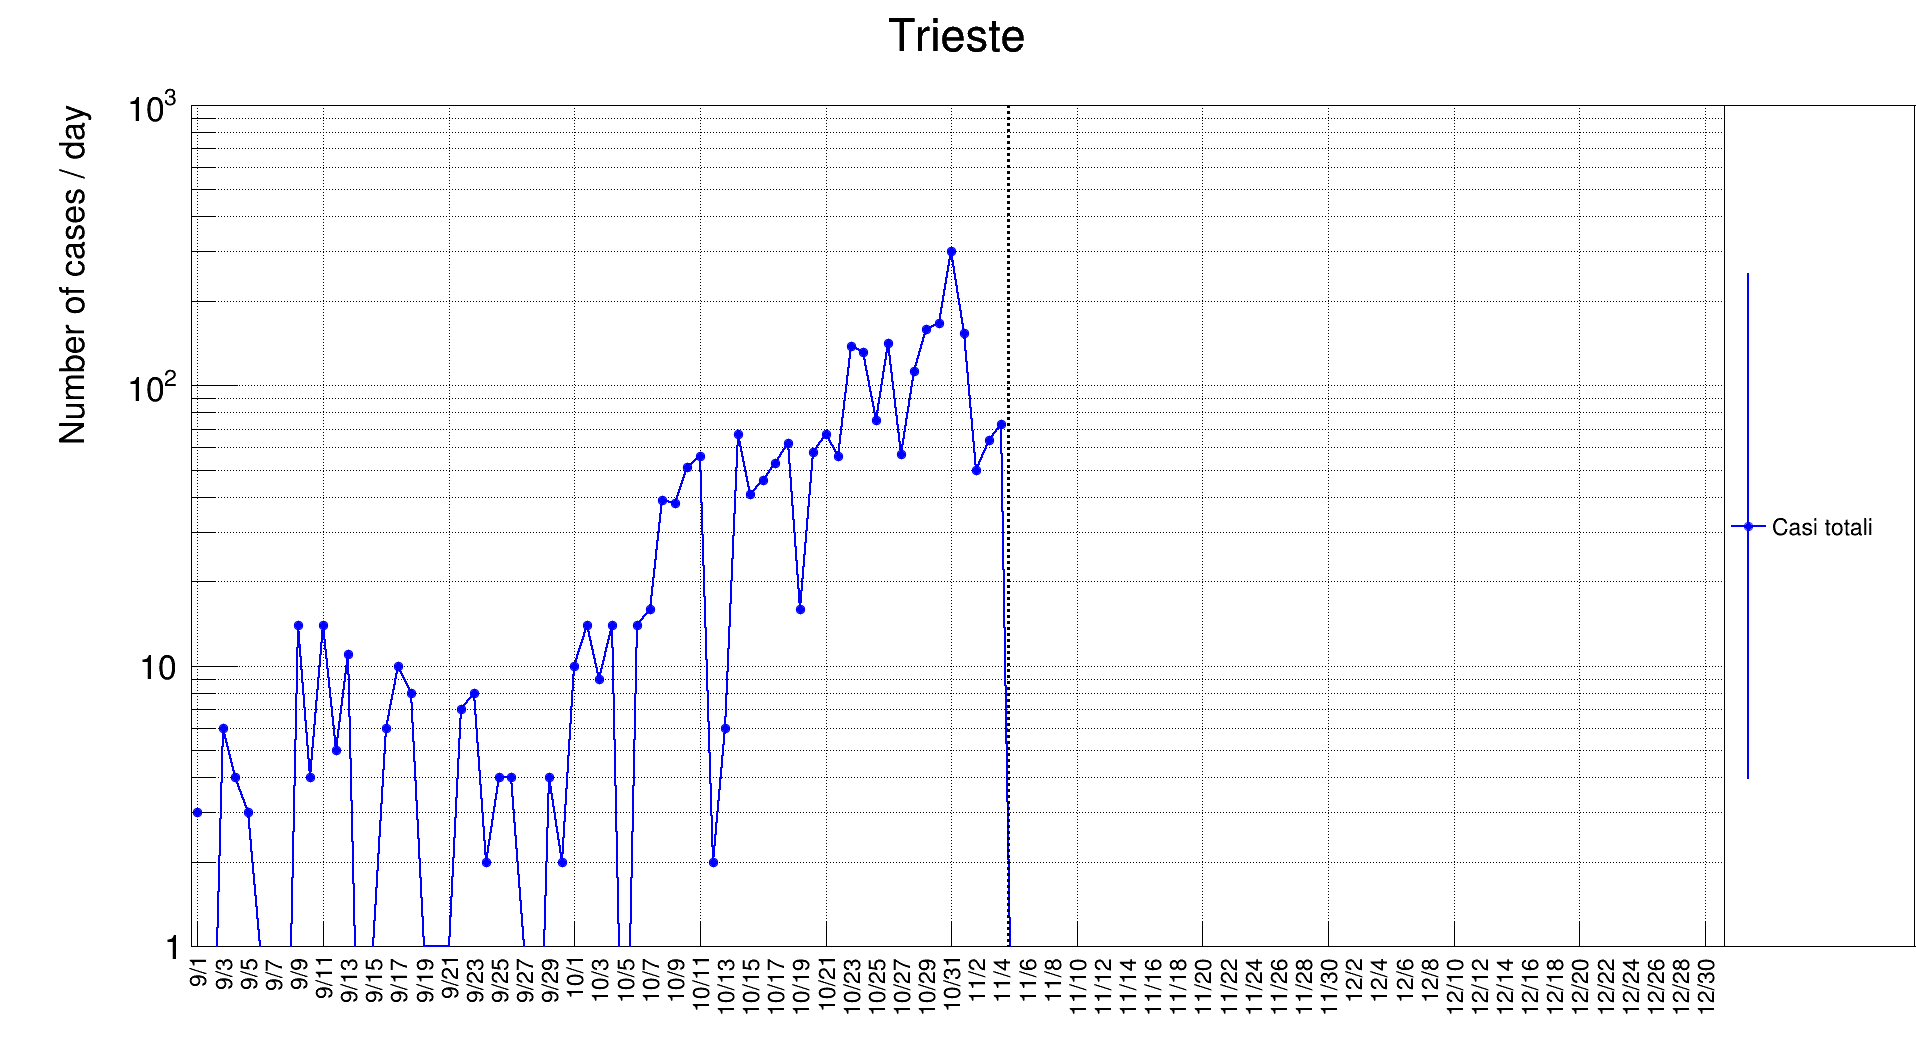 Trieste
Number of cases / day
10³
10²
10
1
9/1 9/3 9/5 9/7 9/9 9/11 9/13 9/15 9/17 9/19 9/21 9/23 9/25 9/27 9/29 10/1 10/3 10/5 10/7 10/9 10/11 10/13 10/15 10/17 10/19 10/21 10/23 10/25 10/27 10/29 10/31 11/2 11/4 11/6 11/8 11/10 11/12 11/14 11/16 11/18 11/20 11/22 11/24 11/26 11/28 11/30 12/2 12/4 12/6 12/8 12/10 12/12 12/14 12/16 12/18 12/20 12/22 12/24 12/26 12/28 12/30
Casi totali